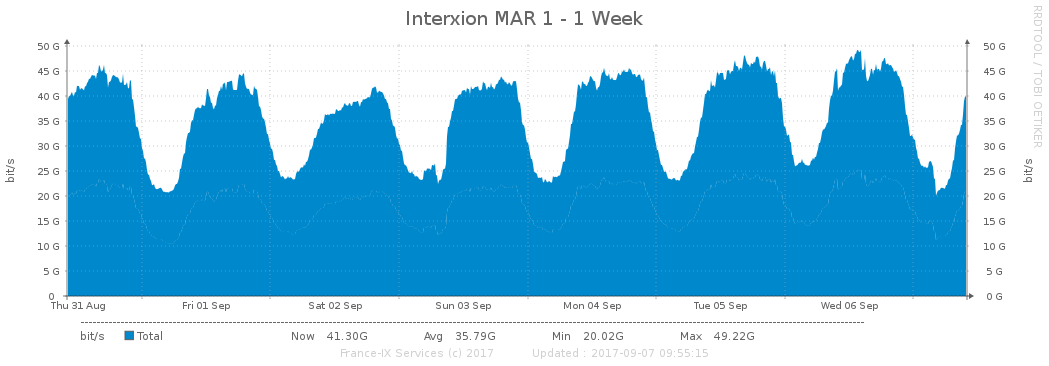 Interxion MAR 1 - 1 Week
RRDTOOL / TOBI OETIKER
50 G 50 G
45 G 45 G
40 G 40 G
35 G 35 G
30 G 30 G
25 G 25 G
20 G 20 G
15 G 15 G
10 G 10 G
5 G 5 G
0 0 G
bit/s bit/s
Thu 31 Aug Fri 01 Sep Sat 02 Sep Sun 03 Sep Mon 04 Sep Tue 05 Sep Wed 06 Sep
bit/s Total Now 41.30G Avg 35.79G Min 20.02G Max 49.22G
France-IX Services (c) 2017 Updated : 2017-09-07 09:55:15